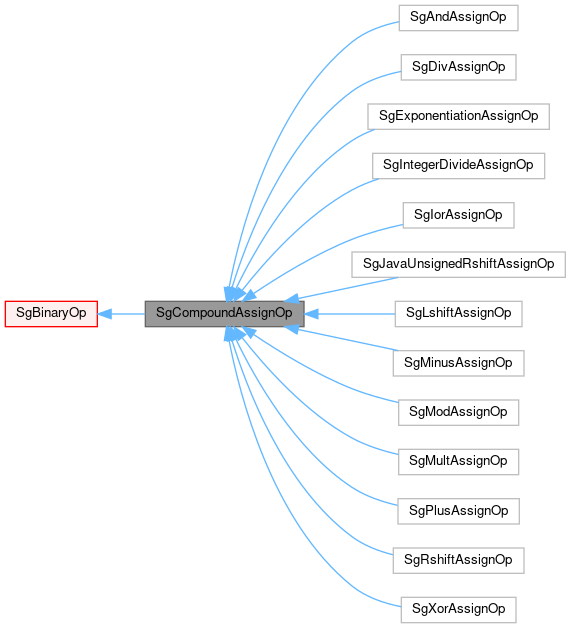 SgAndAssignOp
SgDivAssignOp
SgExponentiationAssignOp
SgIntegerDivideAssignOp
SgIorAssignOp
SgJavaUnsignedRshiftAssignOp
SgBinaryOp
SgCompoundAssignOp
SgLshiftAssignOp
SgMinusAssignOp
SgModAssignOp
SgMultAssignOp
SgPlusAssignOp
SgRshiftAssignOp
SgXorAssignOp